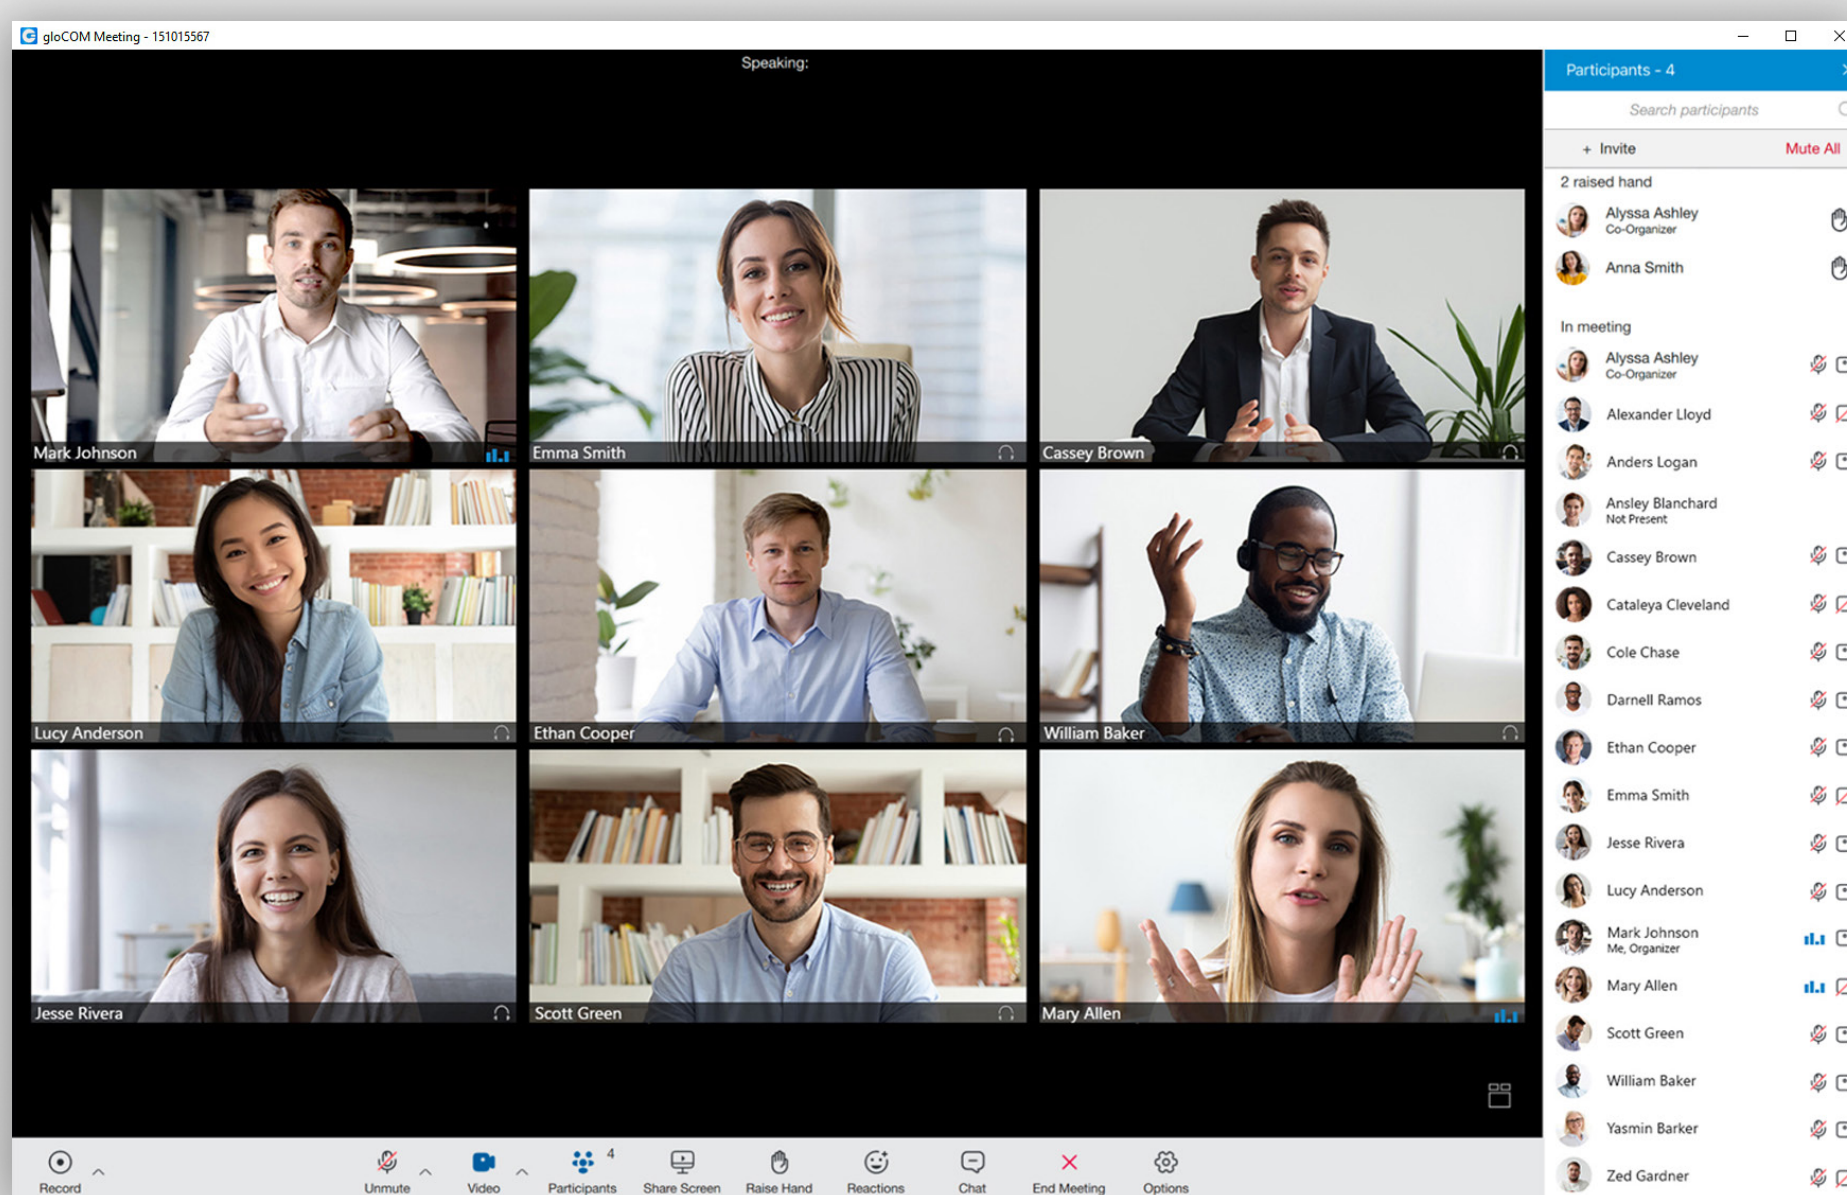 gloCOM Meeting - 151015567
Speaking:
Mark Johnson
Emma Smith
Cassey Brown
Lucy Anderson
Ethan Cooper
William Baker
Jesse Rivera
Scott Green
Mary Allen
Participants - 4
Search participants
+ Invite
Mute All
2 raised hand
Alyssa Ashley
Co-Organizer
Anna Smith
In meeting
Alyssa Ashley
Co-Organizer
Alexander Lloyd
Anders Logan
Ansley Blanchard
Not Present
Cassey Brown
Cataleya Cleveland
Cole Chase
Darnell Ramos
Ethan Cooper
Emma Smith
Jesse Rivera
Lucy Anderson
Mark Johnson
Me, Organizer
Mary Allen
Scott Green
William Baker
Yasmin Barker
Zed Gardner
Record
Unmute
Video
4
Participants
Share Screen
Raise Hand
Reactions
Chat
End Meeting
Options